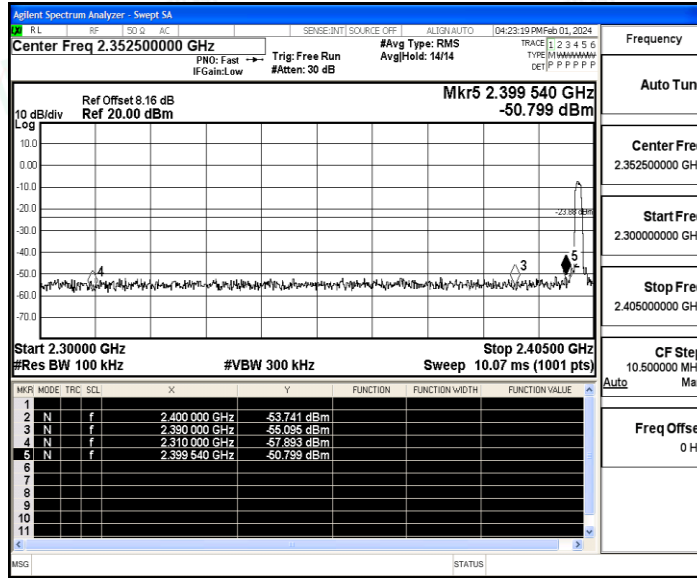 Agilent Spectrum Analyzer - Swept SA
RL RF 50 Ω AC SENSE:INT SOURCE OFF ALIGN AUTO 04:23:19 PM Feb 01, 2024
Center Freq 2.352500000 GHz
PNO: Fast
IFGain:Low
Trig: Free Run
#Atten: 30 dB
#Avg Type: RMS
Avg|Hold: 14/14
TRACE 1 2 3 4 5 6
TYPE M WWWWW
DET P P P P P P
Ref Offset 8.16 dB
10 dB/div Ref 20.00 dBm
Log
Mkr5 2.399 540 GHz
-50.799 dBm
10.0
0.00
-10.0
-20.0
-30.0
-40.0
-50.0
-60.0
-70.0
-23.88 dBm
4
3
5
Start 2.30000 GHz Stop 2.40500 GHz
#Res BW 100 kHz #VBW 300 kHz Sweep 10.07 ms (1001 pts)
MKR MODE TRC SCL X Y FUNCTION FUNCTION WIDTH FUNCTION VALUE
1
2 N f 2.400 000 GHz -53.741 dBm
3 N f 2.390 000 GHz -55.095 dBm
4 N f 2.310 000 GHz -57.893 dBm
5 N f 2.399 540 GHz -50.799 dBm
6
7
8
9
10
11
MSG STATUS
Frequency
Auto Tun
Center Fre
2.352500000 GH
Start Fre
2.300000000 GH
Stop Fre
2.405000000 GH
CF Step
10.500000 MH
Auto Ma
Freq Offse
0 H